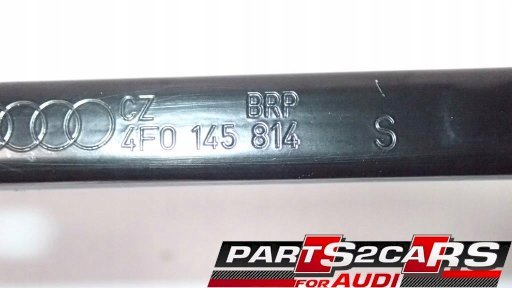 CZ BRP
4F0 145 814 S
PARTS2CARS
FOR AUDI